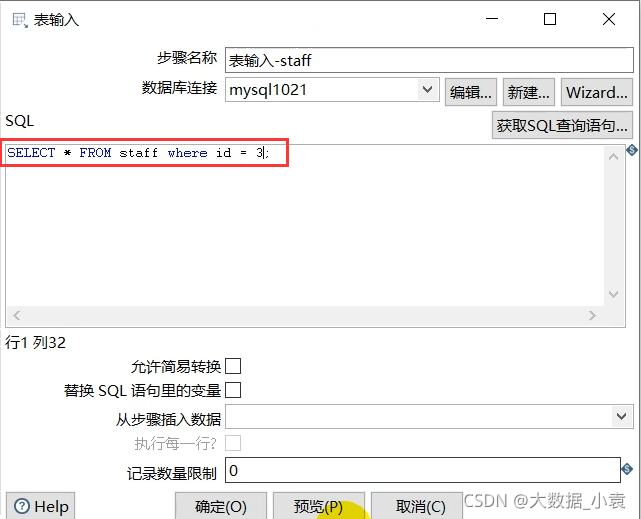 表输入
步骤名称 表输入-staff
数据库连接 mysql1021 编辑... 新建... Wizard...
SQL 获取SQL查询语句...
SELECT * FROM staff where id = 3;
行1 列32
允许简易转换
替换 SQL 语句里的变量
从步骤插入数据
执行每一行?
记录数量限制 0
Help 确定(O) 预览(P) 取消(C) CSDN @大数据_小袁